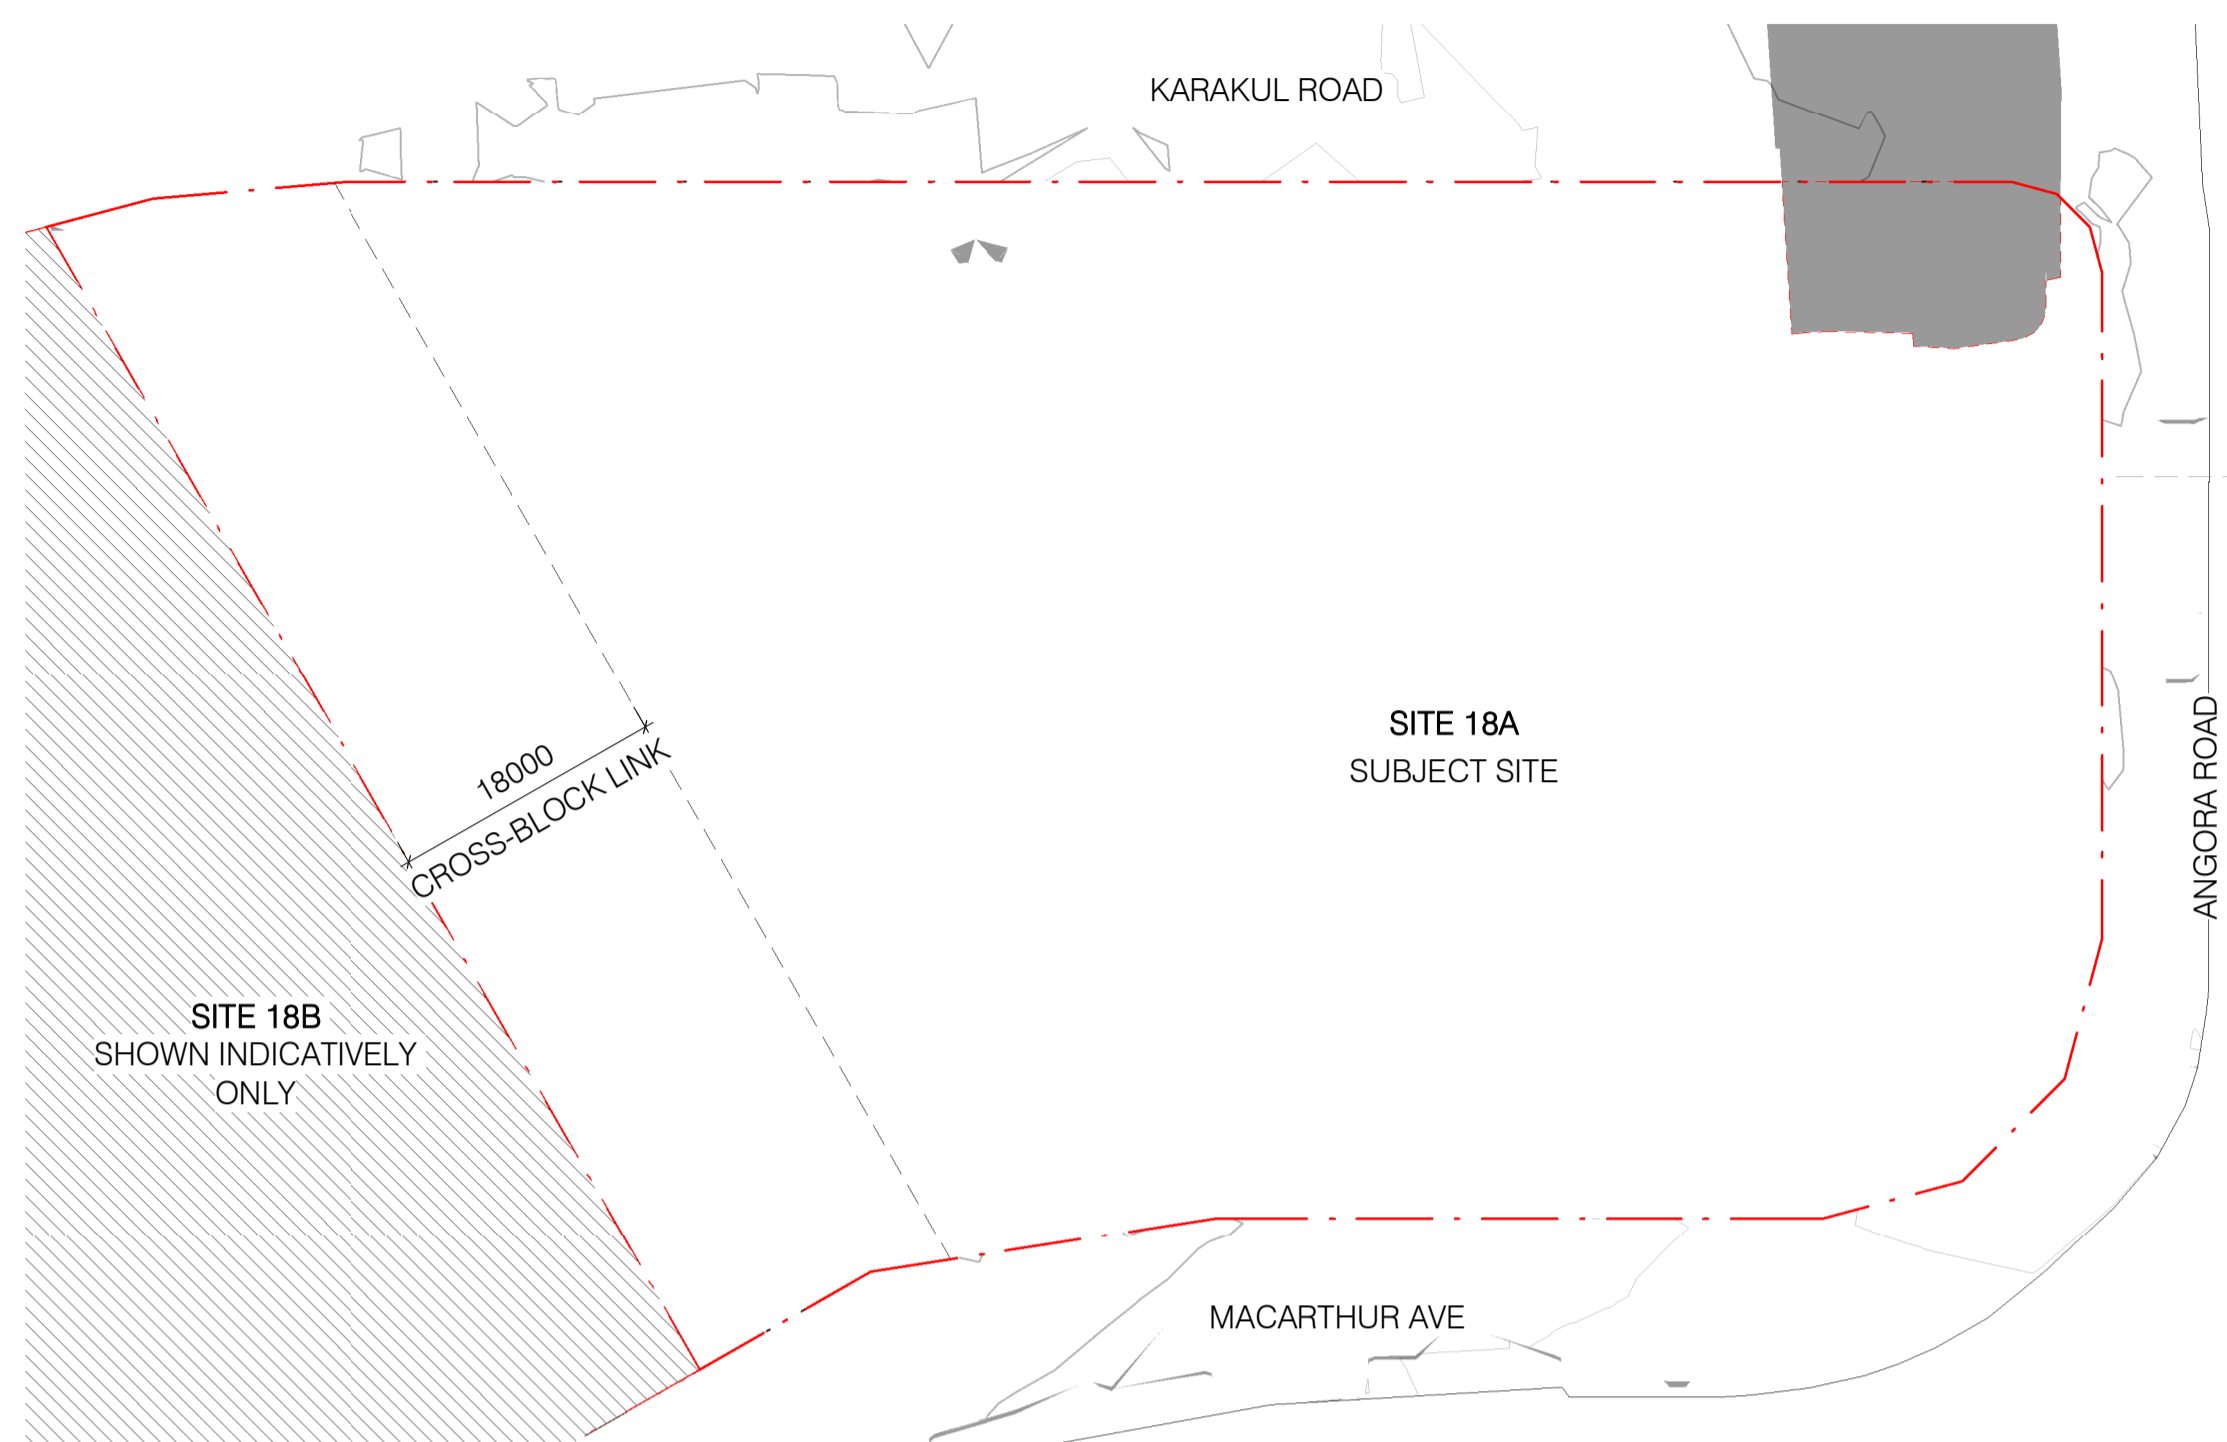 KARAKUL ROAD
SITE 18A
SUBJECT SITE
18000
CROSS-BLOCK LINK
ANGORA ROAD
SITE 18B
SHOWN INDICATIVELY
ONLY
MACARTHUR AVE